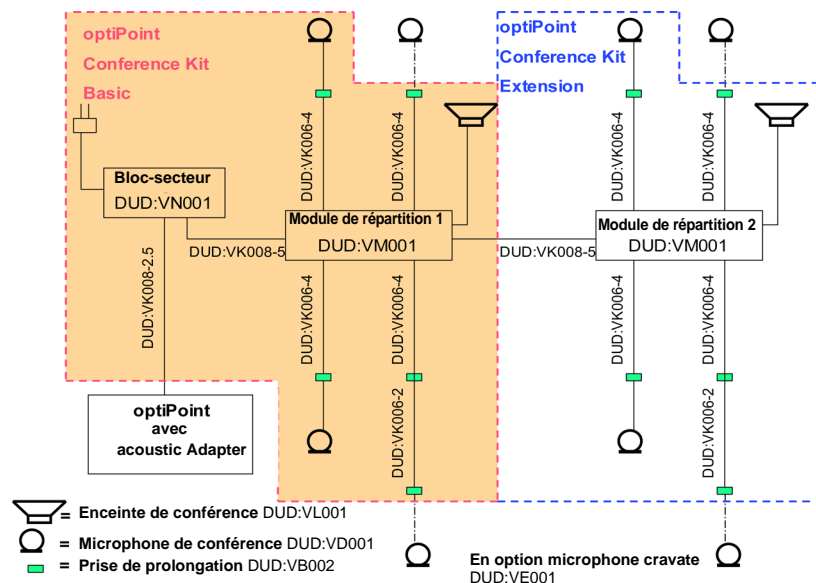 optiPoint
Conference Kit
Basic
optiPoint
Conference Kit
Extension
DUD:VK006-4
DUD:VK006-4
DUD:VK006-4
DUD:VK006-4
Bloc-secteur
DUD:VN001
Module de répartition 1
DUD:VM001
Module de répartition 2
DUD:VM001
DUD:VK008-5
DUD:VK008-5
DUD:VK008-2.5
DUD:VK006-4
DUD:VK006-4
DUD:VK006-4
DUD:VK006-4
DUD:VK006-2
DUD:VK006-2
optiPoint
avec
acoustic Adapter
= Enceinte de conférence DUD:VL001
= Microphone de conférence DUD:VD001
= Prise de prolongation DUD:VB002
En option microphone cravate
DUD:VE001